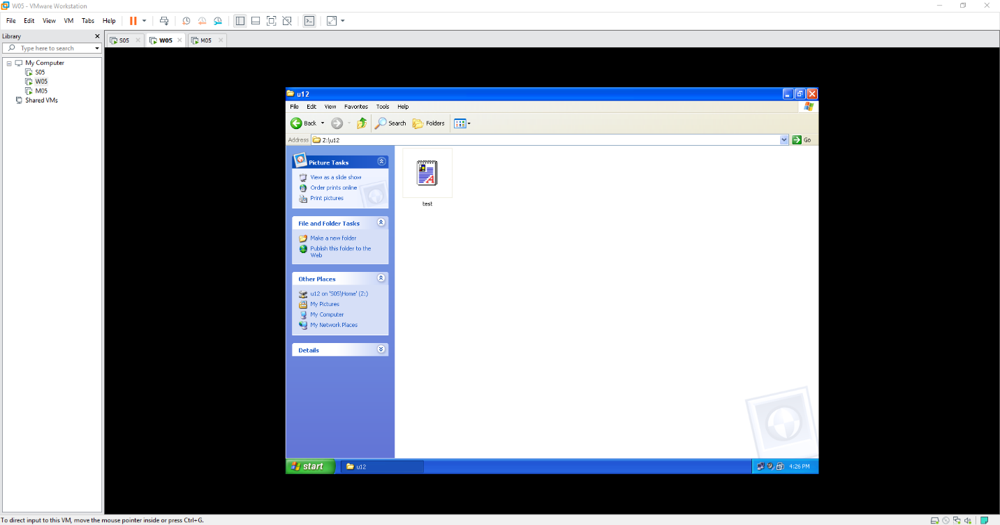 W05 - VMware Workstation
File Edit View VM Tabs Help
Library
Type here to search
My Computer
S05
W05
M05
Shared VMs
S05 W05 M05
u12
File Edit View Favorites Tools Help
Back Search Folders
Address Z:\u12 Go
Picture Tasks
View as a slide show
Order prints online
Print pictures
File and Folder Tasks
Make a new folder
Publish this folder to the
Web
Other Places
u12 on 'S05\Home' (Z:)
My Pictures
My Computer
My Network Places
Details
test
start u12 4:26 PM
To direct input to this VM, move the mouse pointer inside or press Ctrl+G.